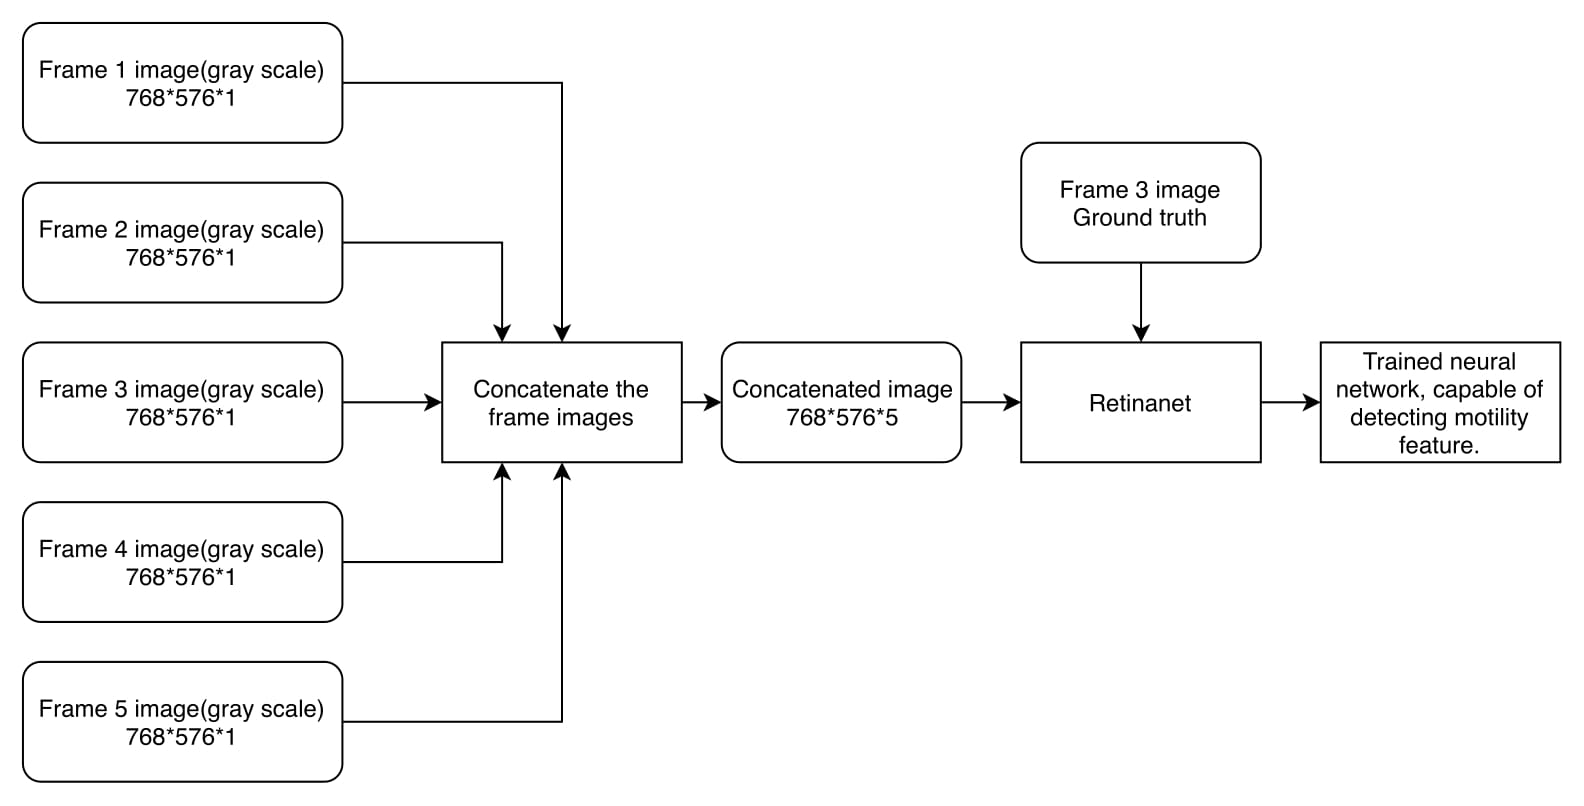 Frame 1 image(gray scale)
768*576*1
Frame 2 image(gray scale)
768*576*1
Frame 3 image(gray scale)
768*576*1
Frame 4 image(gray scale)
768*576*1
Frame 5 image(gray scale)
768*576*1
Concatenate the
frame images
Concatenated image
768*576*5
Frame 3 image
Ground truth
Retinanet
Trained neural
network, capable of
detecting motility
feature.